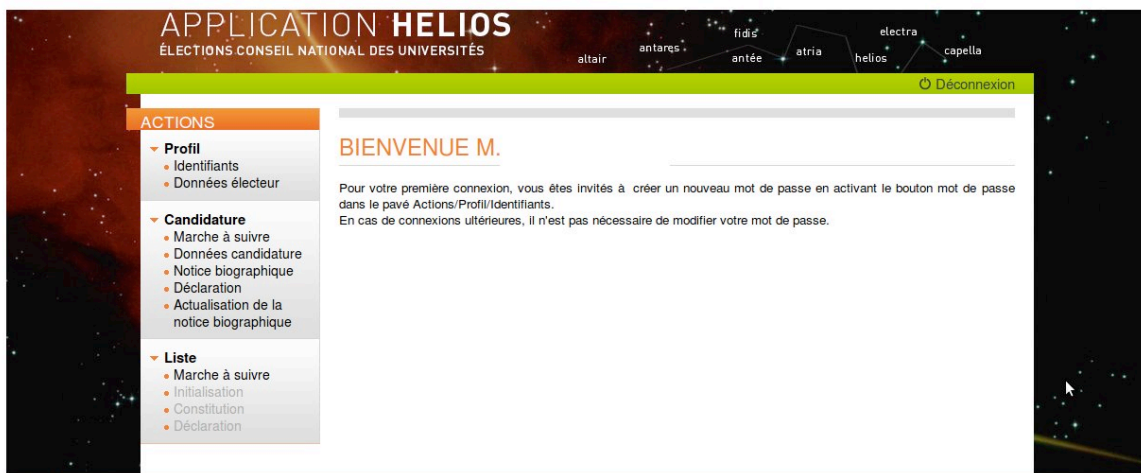 APPLICATION HELIOS
ÉLECTIONS CONSEIL NATIONAL DES UNIVERSITÉS
altair
antares
fidis
antée
atria
electra
helios
capella
Déconnexion
ACTIONS
Profil
Identifiants
Données électeur
Candidature
Marche à suivre
Données candidature
Notice biographique
Déclaration
Actualisation de la
notice biographique
Liste
Marche à suivre
Initialisation
Constitution
Déclaration
BIENVENUE M.
Pour votre première connexion, vous êtes invités à créer un nouveau mot de passe en activant le bouton mot de passe
dans le pavé Actions/Profil/Identifiants.
En cas de connexions ultérieures, il n'est pas nécessaire de modifier votre mot de passe.